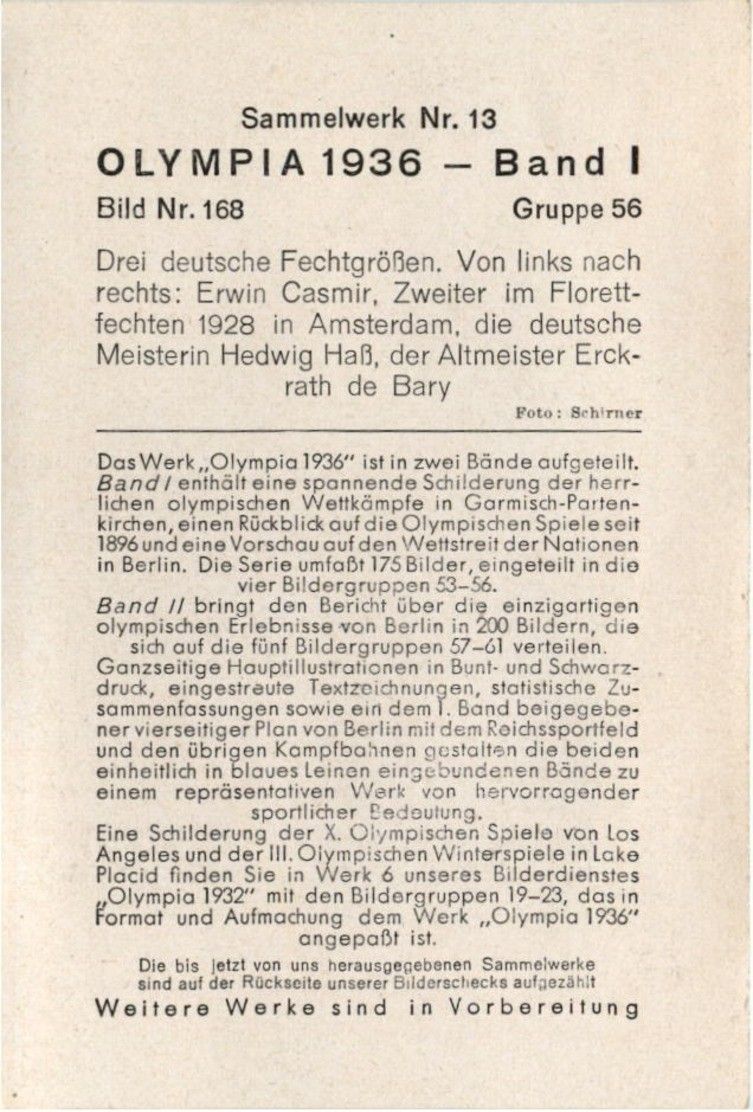 Sammelwerk Nr. 13
OLYMPIA 1936 – Band I
Bild Nr. 168 Gruppe 56
Drei deutsche Fechtgrößen. Von links nach
rechts: Erwin Casmir, Zweiter im Florett-
fechten 1928 in Amsterdam, die deutsche
Meisterin Hedwig Haß, der Altmeister Erck-
rath de Bary
Foto: Schirner
Das Werk „Olympia 1936" ist in zwei Bände aufgeteilt.
Band I enthält eine spannende Schilderung der herr-
lichen olympischen Wettkämpfe in Garmisch-Parten-
kirchen, einen Rückblick auf die Olympischen Spiele seit
1896 und eine Vorschau auf den Wettstreit der Nationen
in Berlin. Die Serie umfaßt 175 Bilder, eingeteilt in die
vier Bildergruppen 53–56.
Band II bringt den Bericht über die einzigartigen
olympischen Erlebnisse von Berlin in 200 Bildern, die
sich auf die fünf Bildergruppen 57–61 verteilen.
Ganzseitige Hauptillustrationen in Bunt- und Schwarz-
druck, eingestreute Textzeichnungen, statistische Zu-
sammenfassungen sowie ein dem I. Band beigegebe-
ner vierseitiger Plan von Berlin mit dem Reichssportfeld
und den übrigen Kampfbahnen gestalten die beiden
einheitlich in blaues Leinen eingebundenen Bände zu
einem repräsentativen Werk von hervorragender
sportlicher Bedeutung.
Eine Schilderung der X. Olympischen Spiele von Los
Angeles und der III. Olympischen Winterspiele in Lake
Placid finden Sie in Werk 6 unseres Bilderdienstes
„Olympia 1932" mit den Bildergruppen 19–23, das in
Format und Aufmachung dem Werk „Olympia 1936"
angepaßt ist.
Die bis jetzt von uns herausgegebenen Sammelwerke
sind auf der Rückseite unserer Bilderschecks aufgezählt
Weitere Werke sind in Vorbereitung